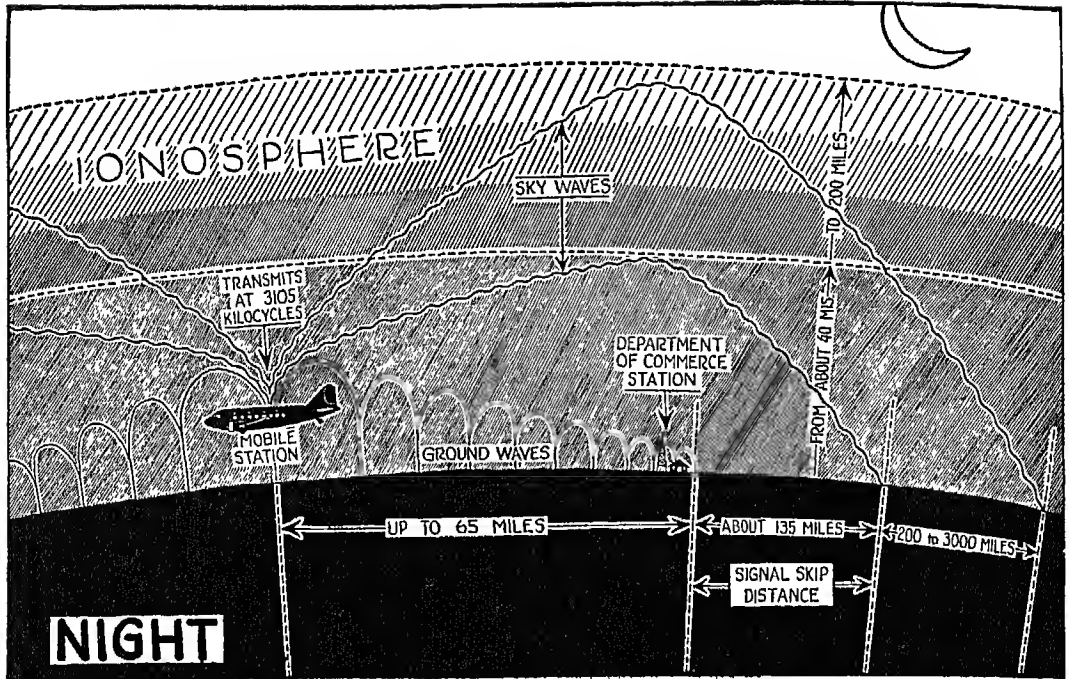 IONOSPHERE
SKY WAVES
TO 200 MILES
TRANSMITS
AT 3105
KILOCYCLES
DEPARTMENT
OF COMMERCE
STATION
FROM ABOUT 40 MIS
MOBILE
STATION
GROUND WAVES
UP TO 65 MILES
ABOUT 135 MILES
200 to 3000 MILES
SIGNAL SKIP
DISTANCE
NIGHT